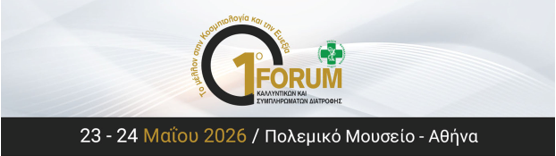 Το μέλλον στην Κοσμητολογία και την Ευεξία
1ο FORUM
ΚΑΛΛΥΝΤΙΚΩΝ ΚΑΙ
ΣΥΜΠΛΗΡΩΜΑΤΩΝ ΔΙΑΤΡΟΦΗΣ
23 - 24 Μαΐου 2026 / Πολεμικό Μουσείο - Αθήνα